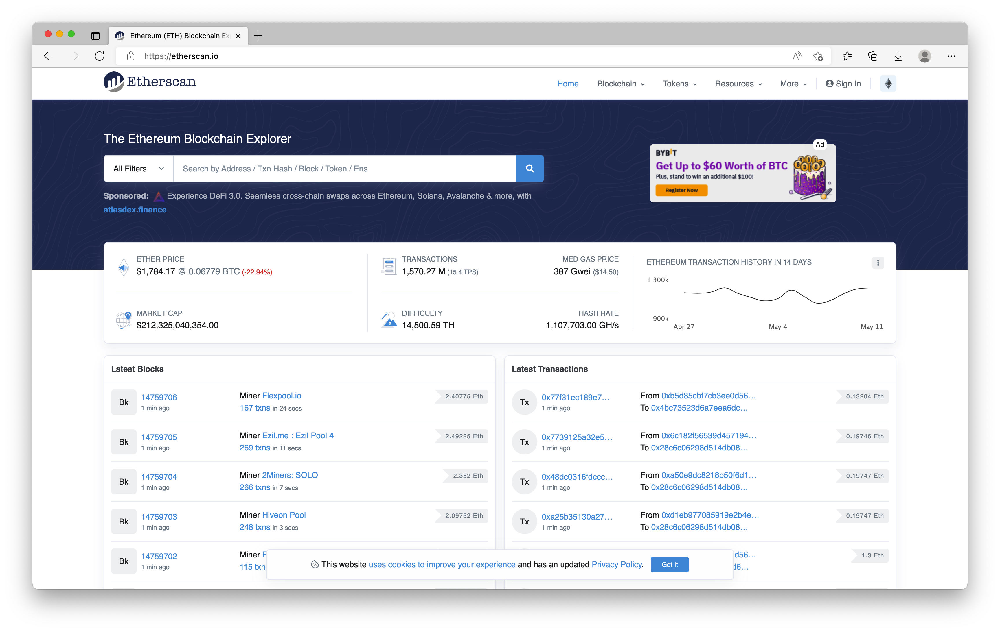 Ethereum (ETH) Blockchain Ex
https://etherscan.io
Etherscan
Home
Blockchain
Tokens
Resources
More
Sign In
The Ethereum Blockchain Explorer
All Filters
Search by Address / Txn Hash / Block / Token / Ens
Sponsored: Experience DeFi 3.0. Seamless cross-chain swaps across Ethereum, Solana, Avalanche & more, with
atlasdex.finance
Ad
BYBIT
Get Up to $60 Worth of BTC
Plus, stand to win an additional $100!
Register Now
ETHER PRICE
$1,784.17 @ 0.06779 BTC (-22.94%)
MARKET CAP
$212,325,040,354.00
TRANSACTIONS
1,570.27 M (15.4 TPS)
MED GAS PRICE
387 Gwei ($14.50)
DIFFICULTY
14,500.59 TH
HASH RATE
1,107,703.00 GH/s
ETHEREUM TRANSACTION HISTORY IN 14 DAYS
1 300k
900k
Apr 27
May 4
May 11
Latest Blocks
Bk
14759706
1 min ago
Miner Flexpool.io
167 txns in 24 secs
2.40775 Eth
Bk
14759705
1 min ago
Miner Ezil.me : Ezil Pool 4
269 txns in 11 secs
2.49225 Eth
Bk
14759704
1 min ago
Miner 2Miners: SOLO
266 txns in 7 secs
2.352 Eth
Bk
14759703
1 min ago
Miner Hiveon Pool
248 txns in 3 secs
2.09752 Eth
Bk
14759702
1 min ago
Miner F
115 txn
Latest Transactions
Tx
0x77f31ec189e7...
1 min ago
From 0xb5d85cbf7cb3ee0d56...
To 0x4bc73523d6a7eea6dc...
0.13204 Eth
Tx
0x7739125a32e5...
1 min ago
From 0x6c182f56539d457194...
To 0x28c6c06298d514db08...
0.19746 Eth
Tx
0x48dc0316fdccc...
1 min ago
From 0xa50e9dc8218b50f6d1...
To 0x28c6c06298d514db08...
0.19747 Eth
Tx
0xa25b35130a27...
1 min ago
From 0xd1eb977085919e2b4e...
To 0x28c6c06298d514db08...
0.19747 Eth
d56...
d6...
1.3 Eth
This website uses cookies to improve your experience and has an updated Privacy Policy.
Got It